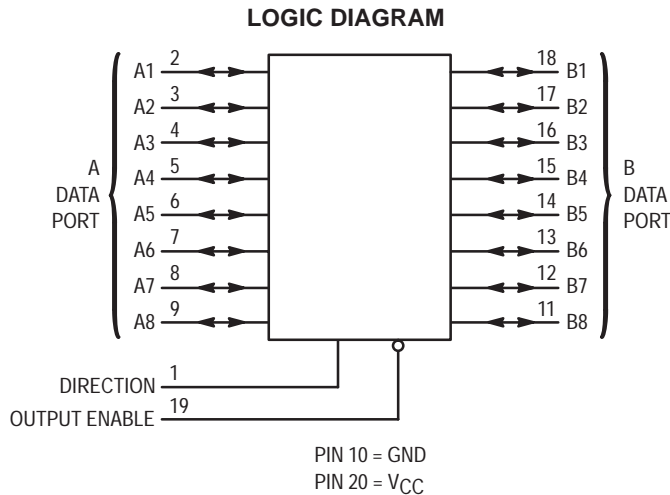 LOGIC DIAGRAM
A1 2 18 B1
A2 3 17 B2
A3 4 16 B3
A4 5 15 B4
A5 6 14 B5
A6 7 13 B6
A7 8 12 B7
A8 9 11 B8
A
DATA
PORT
B
DATA
PORT
DIRECTION 1
OUTPUT ENABLE 19
PIN 10 = GND
PIN 20 = VCC